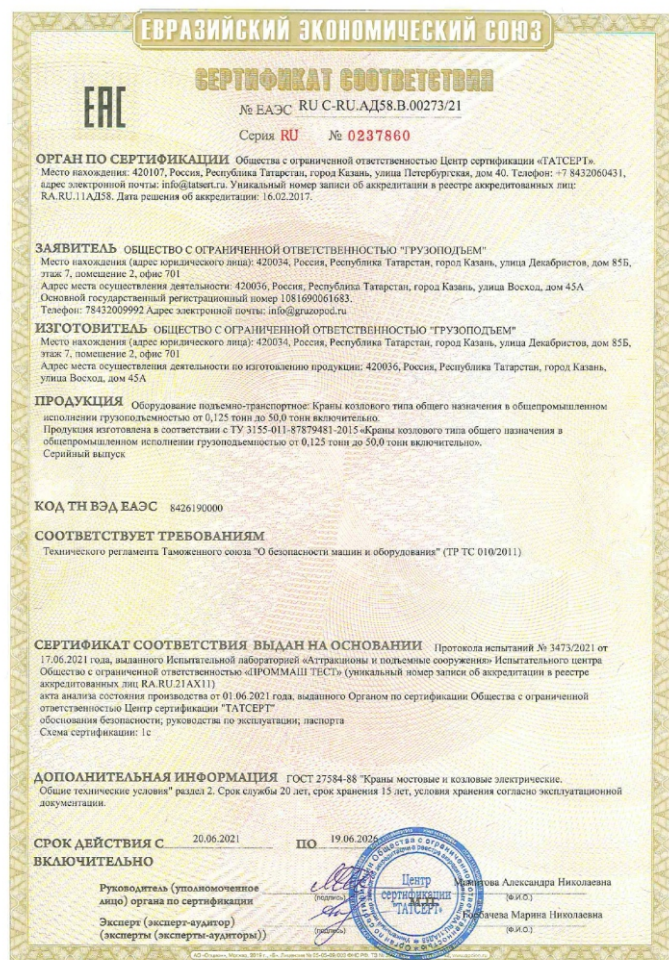 ЕВРАЗИЙСКИЙ ЭКОНОМИЧЕСКИЙ СОЮЗ
СЕРТИФИКАТ СООТВЕТСТВИЯ
ЕАС
№ ЕАЭС RU С-RU.АД58.В.00273/21
Серия RU № 0237860
ОРГАН ПО СЕРТИФИКАЦИИ Общества с ограниченной ответственностью Центр сертификации «ТАТСЕРТ».
Место нахождения: 420107, Россия, Республика Татарстан, город Казань, улица Петербургская, дом 40. Телефон: +7 8432060431,
адрес электронной почты: info@tatsert.ru. Уникальный номер записи об аккредитации в реестре аккредитованных лиц:
RA.RU.11АД58. Дата решения об аккредитации: 16.02.2017.
ЗАЯВИТЕЛЬ ОБЩЕСТВО С ОГРАНИЧЕННОЙ ОТВЕТСТВЕННОСТЬЮ "ГРУЗОПОДЪЕМ"
Место нахождения (адрес юридического лица): 420034, Россия, Республика Татарстан, город Казань, улица Декабристов, дом 85Б,
этаж 7, помещение 2, офис 701
Адрес места осуществления деятельности: 420036, Россия, Республика Татарстан, город Казань, улица Восход, дом 45А
Основной государственный регистрационный номер 1081690061683.
Телефон: 78432009992 Адрес электронной почты: info@gruzopod.ru
ИЗГОТОВИТЕЛЬ ОБЩЕСТВО С ОГРАНИЧЕННОЙ ОТВЕТСТВЕННОСТЬЮ "ГРУЗОПОДЪЕМ"
Место нахождения (адрес юридического лица): 420034, Россия, Республика Татарстан, город Казань, улица Декабристов, дом 85Б,
этаж 7, помещение 2, офис 701
Адрес места осуществления деятельности по изготовлению продукции: 420036, Россия, Республика Татарстан, город Казань,
улица Восход, дом 45А
ПРОДУКЦИЯ Оборудование подъемно-транспортное: Краны козлового типа общего назначения в общепромышленном
исполнении грузоподъемностью от 0,125 тонн до 50,0 тонн включительно.
Продукция изготовлена в соответствии с ТУ 3155-011-87879481-2015 «Краны козлового типа общего назначения в
общепромышленном исполнении грузоподъемностью от 0,125 тонн до 50,0 тонн включительно».
Серийный выпуск
КОД ТН ВЭД ЕАЭС 8426190000
СООТВЕТСТВУЕТ ТРЕБОВАНИЯМ
Технического регламента Таможенного союза "О безопасности машин и оборудования" (ТР ТС 010/2011)
СЕРТИФИКАТ СООТВЕТСТВИЯ ВЫДАН НА ОСНОВАНИИ Протокола испытаний № 3473/2021 от
17.06.2021 года, выданного Испытательной лабораторией «Аттракционы и подъемные сооружения» Испытательного центра
Общество с ограниченной ответственностью «ПРОММАШ ТЕСТ» (уникальный номер записи об аккредитации в реестре
аккредитованных лиц RA.RU.21АХ11)
акта анализа состояния производства от 01.06.2021 года, выданного Органом по сертификации Общества с ограниченной
ответственностью Центр сертификации "ТАТСЕРТ"
обоснования безопасности; руководства по эксплуатации; паспорта
Схема сертификации: 1с
ДОПОЛНИТЕЛЬНАЯ ИНФОРМАЦИЯ ГОСТ 27584-88 "Краны мостовые и козловые электрические.
Общие технические условия" раздел 2. Срок службы 20 лет, срок хранения 15 лет, условия хранения согласно эксплуатационной
документации.
СРОК ДЕЙСТВИЯ С 20.06.2021 ПО 19.06.2026
ВКЛЮЧИТЕЛЬНО
Руководитель (уполномоченное
лицо) органа по сертификации
(подпись)
Александра Николаевна
(Ф.И.О.)
Центр
сертификации
"ТАТСЕРТ"
М.П.
Эксперт (эксперт-аудитор)
(эксперты (эксперты-аудиторы))
(подпись)
Марина Николаевна
(Ф.И.О.)